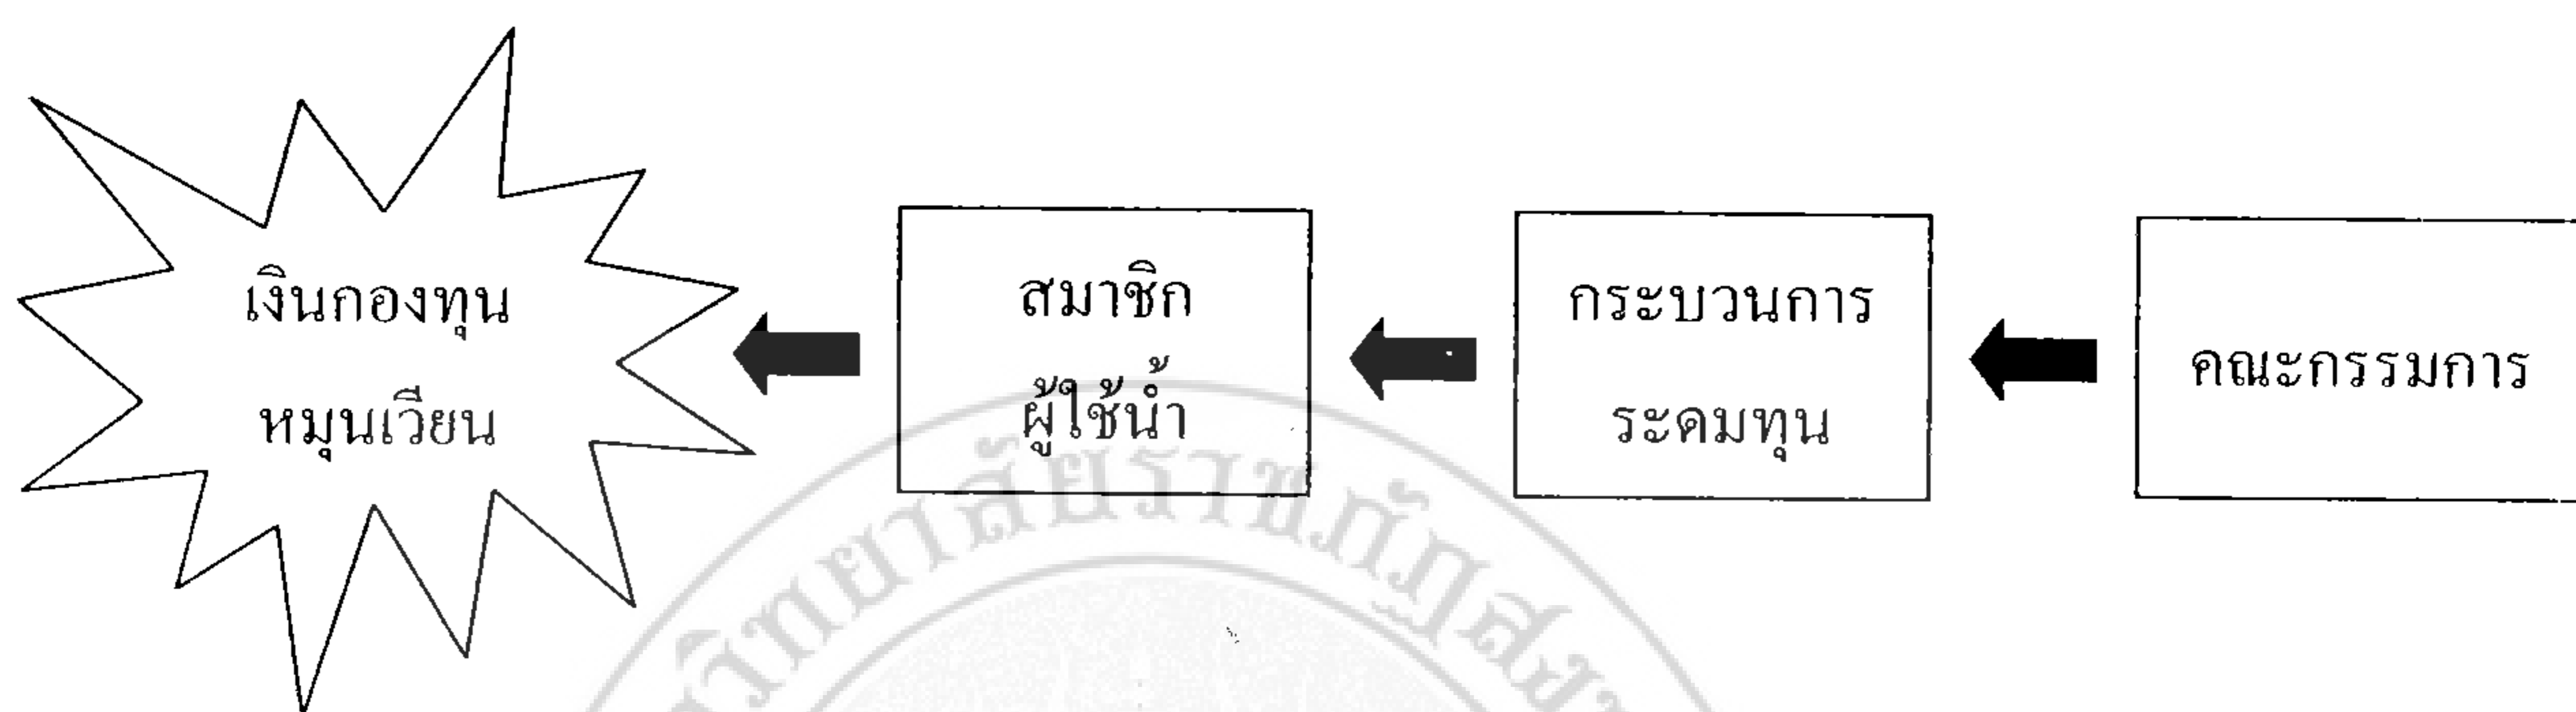 เงินกองทุน
หมุนเวียน
สมาชิก
ผู้ใช้น้ำ
กระบวนการ
ระดมทุน
คณะกรรมการ